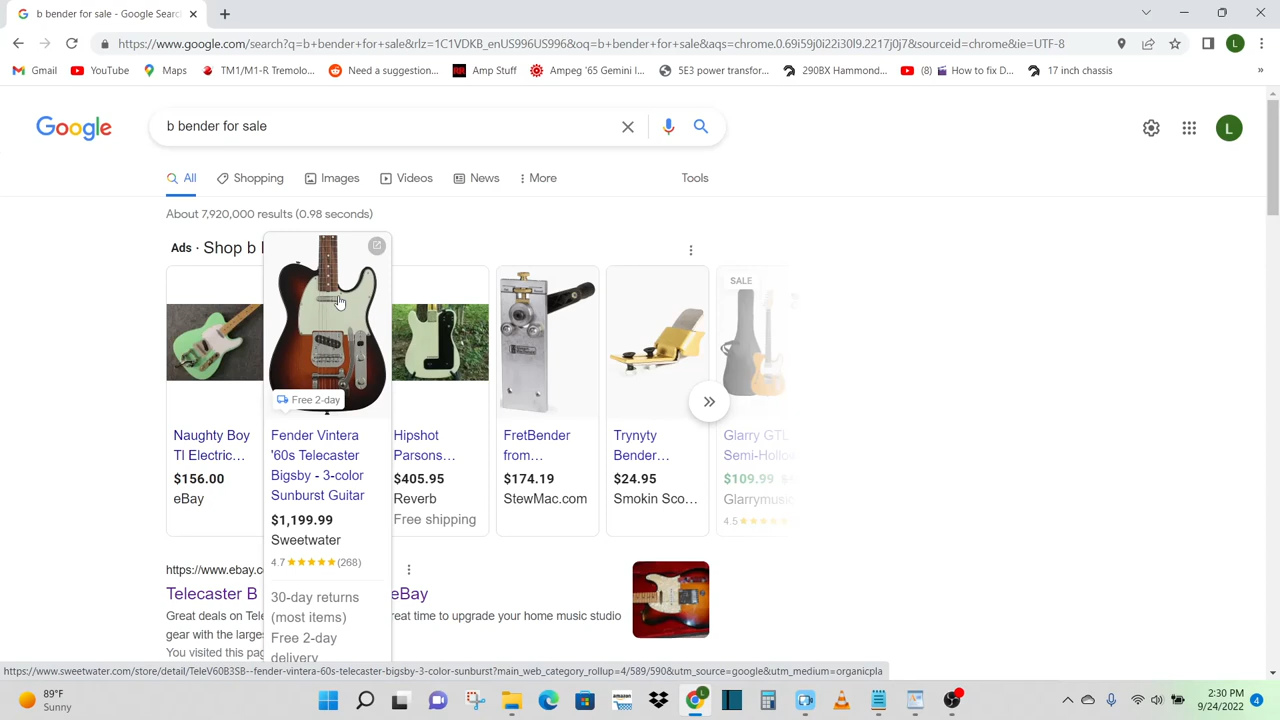 b bender for sale - Google Searc
https://www.google.com/search?q=b+bender+for+sale&rlz=1C1VDKB_enUS996US996&oq=b+bender+for+sale&aqs=chrome.0.69i59j0i22i30l9.2217j0j7&sourceid=chrome&ie=UTF-8
L
Gmail YouTube Maps TM1/M1-R Tremolo... Need a suggestion... Amp Stuff Ampeg '65 Gemini I... 5E3 power transfor... 290BX Hammond... (8) How to fix D... 17 inch chassis »
Google
b bender for sale
L
All Shopping Images Videos News More Tools
About 7,920,000 results (0.98 seconds)
Ads · Shop b
SALE
Free 2-day
Naughty Boy
Tl Electric...
$156.00
eBay
Fender Vintera
'60s Telecaster
Bigsby - 3-color
Sunburst Guitar
$1,199.99
Sweetwater
4.7 (268)
30-day returns
(most items)
Free 2-day
delivery
Hipshot
Parsons...
$405.95
Reverb
Free shipping
FretBender
from...
$174.19
StewMac.com
Trynyty
Bender...
$24.95
Smokin Sco...
Glarry GTL
Semi-Hollo
$109.99
Glarrymusic
4.5
https://www.ebay.c
Telecaster B eBay
Great deals on Tele eat time to upgrade your home music studio
gear with the larges
You visited this pag
https://www.sweetwater.com/store/detail/TeleV60B3SB--fender-vintera-60s-telecaster-bigsby-3-color-sunburst?main_web_category_rollup=4/589/590&utm_source=google&utm_medium=organicpla
89°F
Sunny
amazon
L
2:30 PM
9/24/2022
4